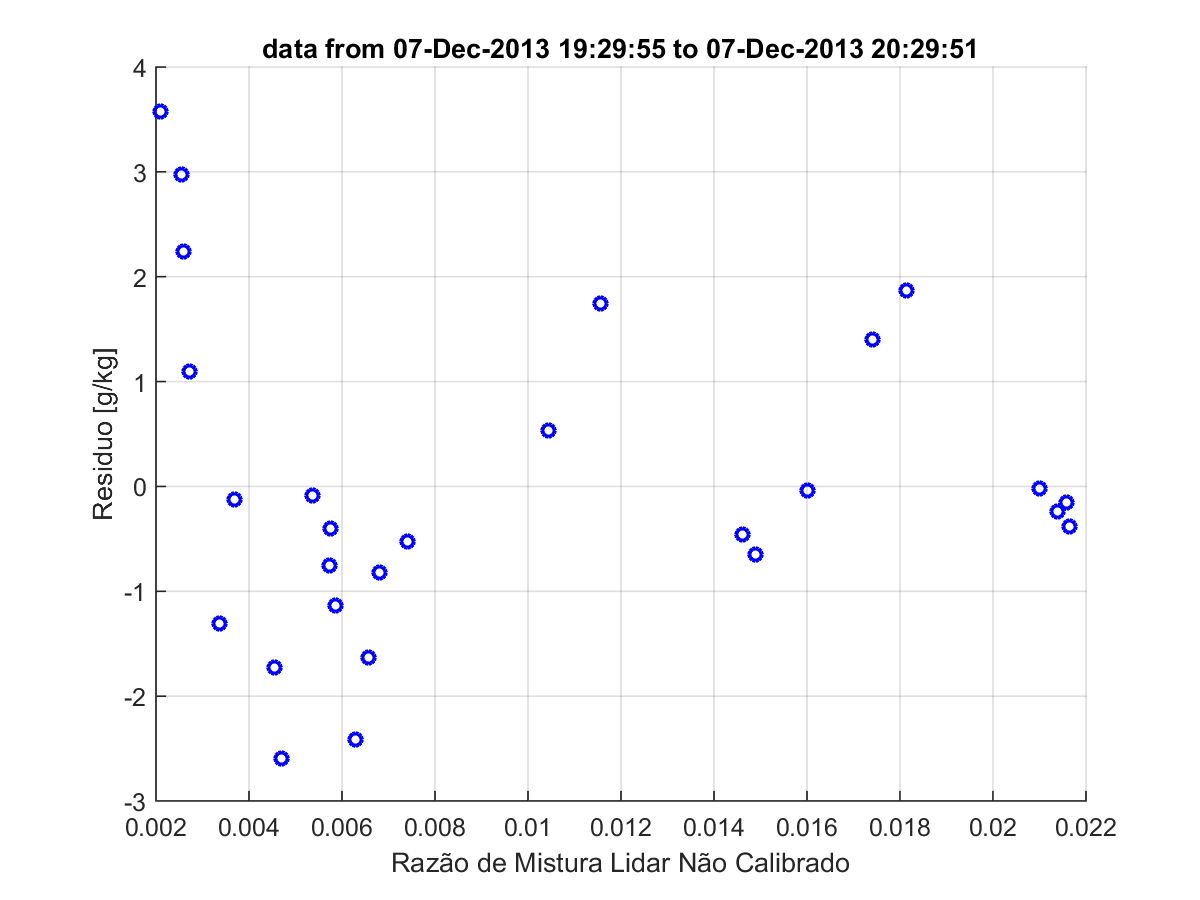 data from 07-Dec-2013 19:29:55 to 07-Dec-2013 20:29:51
4
3
2
1
0
-1
-2
-3
Residuo [g/kg]
0.002 0.004 0.006 0.008 0.01 0.012 0.014 0.016 0.018 0.02 0.022
Razão de Mistura Lidar Não Calibrado